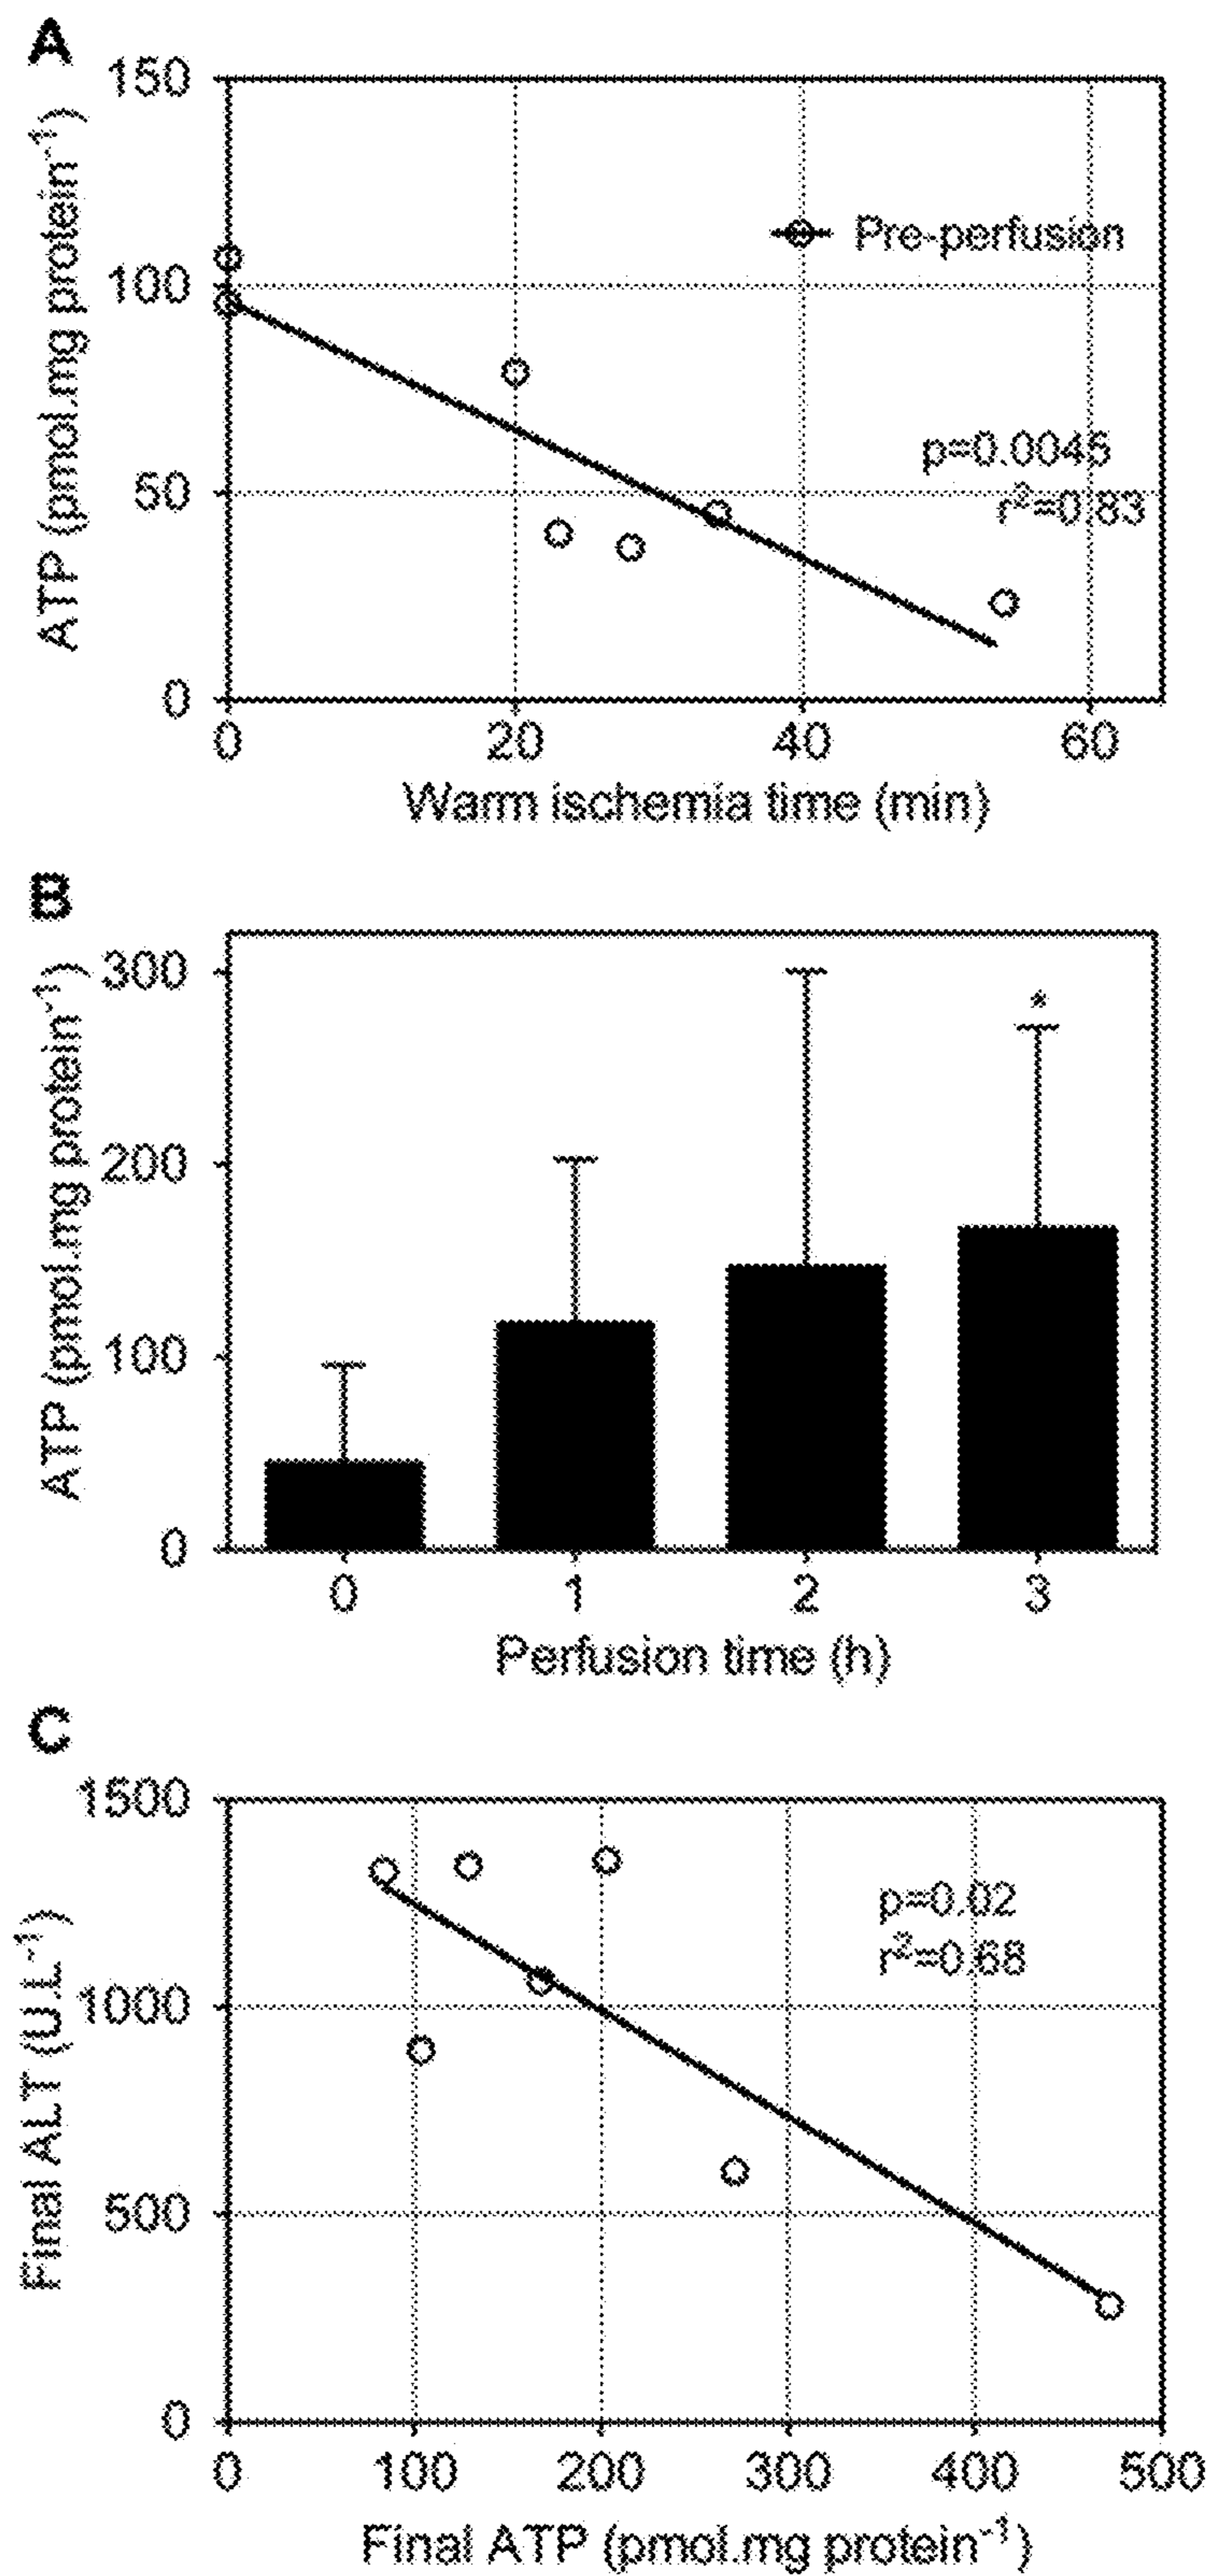 A
150
100
50
0
ATP (pmol.mg protein⁻¹)
Pre-perfusion
p=0.0045
r²=0.83
0 20 40 60
Warm ischemia time (min)
B
300
200
100
0
ATP (pmol.mg protein⁻¹)
*
0 1 2 3
Perfusion time (h)
C
1500
1000
500
0
Final ALT (U.L⁻¹)
p=0.02
r²=0.68
0 100 200 300 400 500
Final ATP (pmol.mg protein⁻¹)